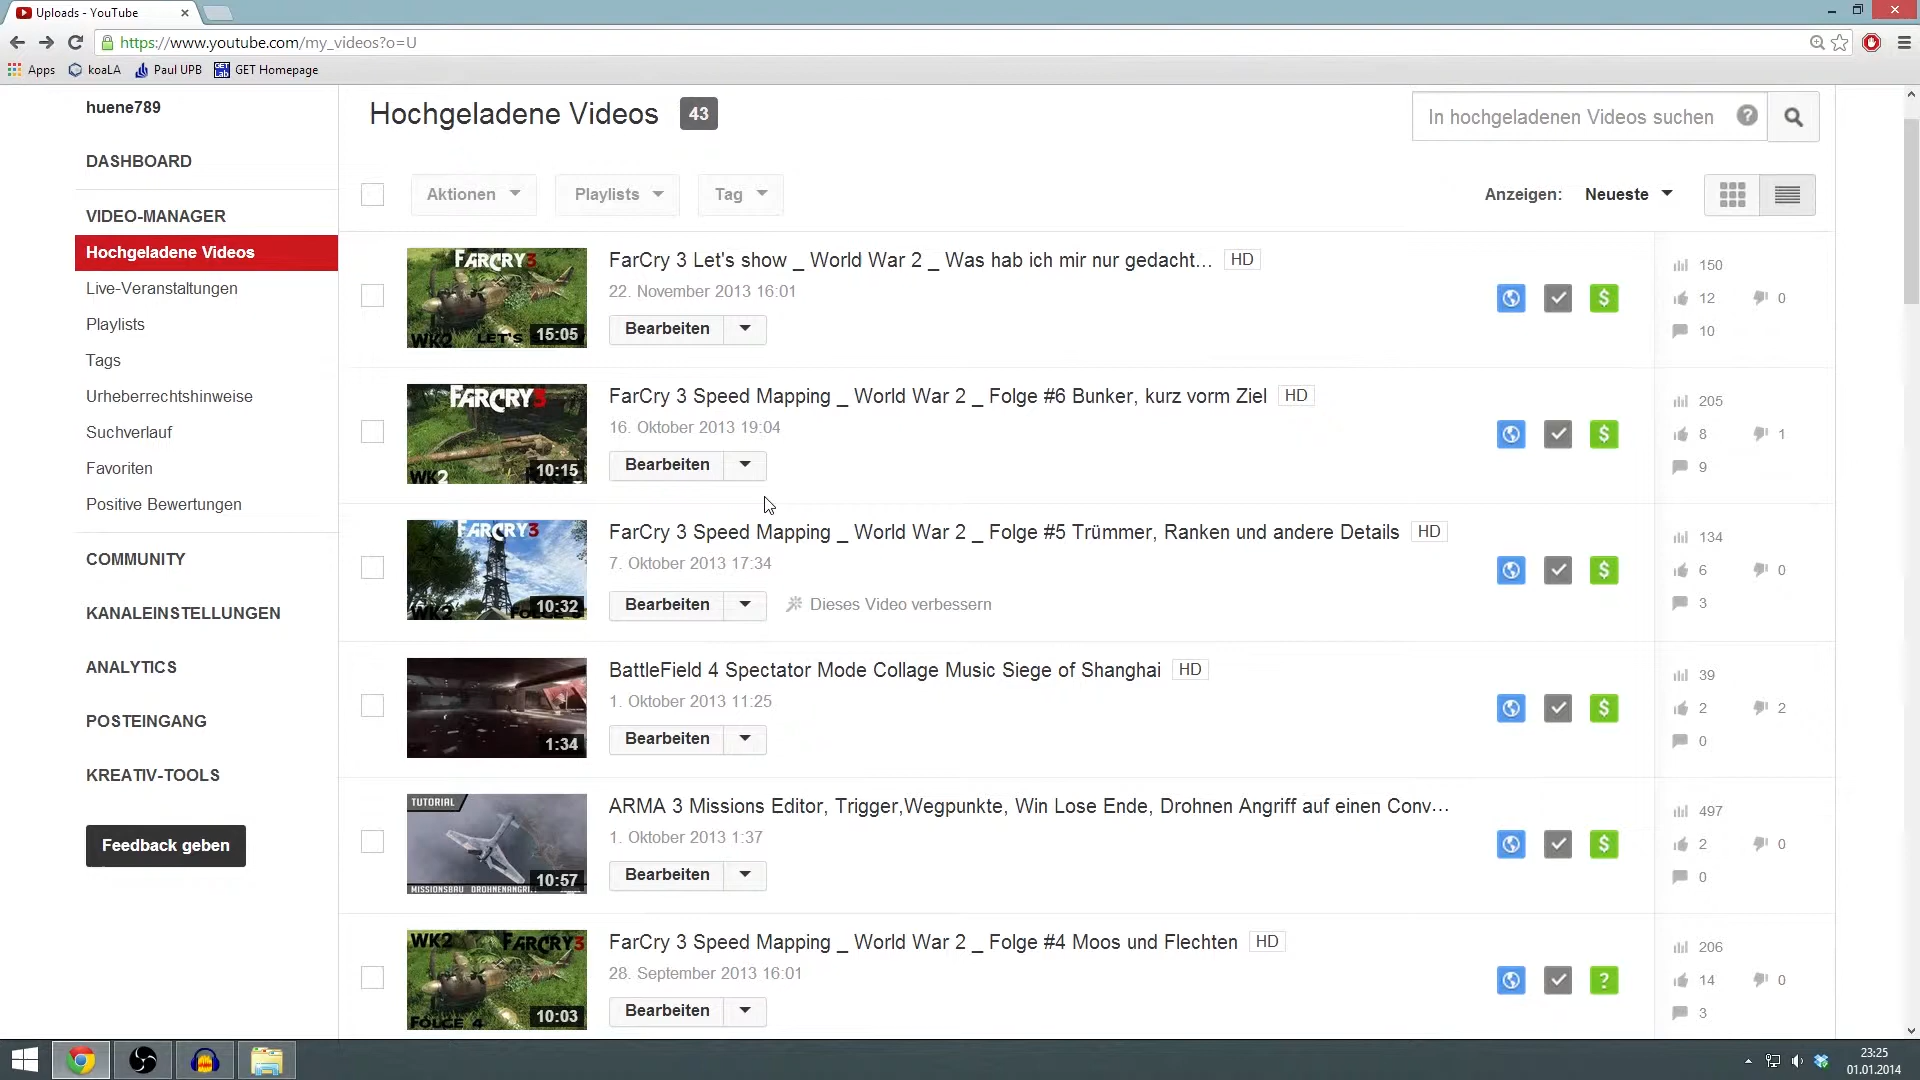 Uploads - YouTube
https://www.youtube.com/my_videos?o=U
Apps koaLA Paul UPB GET Homepage
huene789
DASHBOARD
VIDEO-MANAGER
Hochgeladene Videos
Live-Veranstaltungen
Playlists
Tags
Urheberrechtshinweise
Suchverlauf
Favoriten
Positive Bewertungen
COMMUNITY
KANALEINSTELLUNGEN
ANALYTICS
POSTEINGANG
KREATIV-TOOLS
Feedback geben
Hochgeladene Videos 43
In hochgeladenen Videos suchen ?
Aktionen Playlists Tag
Anzeigen: Neueste
FARCRY3
WK2 LET'S
15:05
FarCry 3 Let's show _ World War 2 _ Was hab ich mir nur gedacht... HD
22. November 2013 16:01
Bearbeiten
$
150
12 0
10
FARCRY3
WK2
10:15
FarCry 3 Speed Mapping _ World War 2 _ Folge #6 Bunker, kurz vorm Ziel HD
16. Oktober 2013 19:04
Bearbeiten
$
205
8 1
9
FARCRY3
WK2
10:32
FarCry 3 Speed Mapping _ World War 2 _ Folge #5 Trümmer, Ranken und andere Details HD
7. Oktober 2013 17:34
Bearbeiten Dieses Video verbessern
$
134
6 0
3
1:34
BattleField 4 Spectator Mode Collage Music Siege of Shanghai HD
1. Oktober 2013 11:25
Bearbeiten
$
39
2 2
0
TUTORIAL
10:57
ARMA 3 Missions Editor, Trigger,Wegpunkte, Win Lose Ende, Drohnen Angriff auf einen Conv...
1. Oktober 2013 1:37
Bearbeiten
$
497
2 0
0
WK2 FARCRY3
FOLGE 4
10:03
FarCry 3 Speed Mapping _ World War 2 _ Folge #4 Moos und Flechten HD
28. September 2013 16:01
Bearbeiten
?
206
14 0
3
23:25
01.01.2014